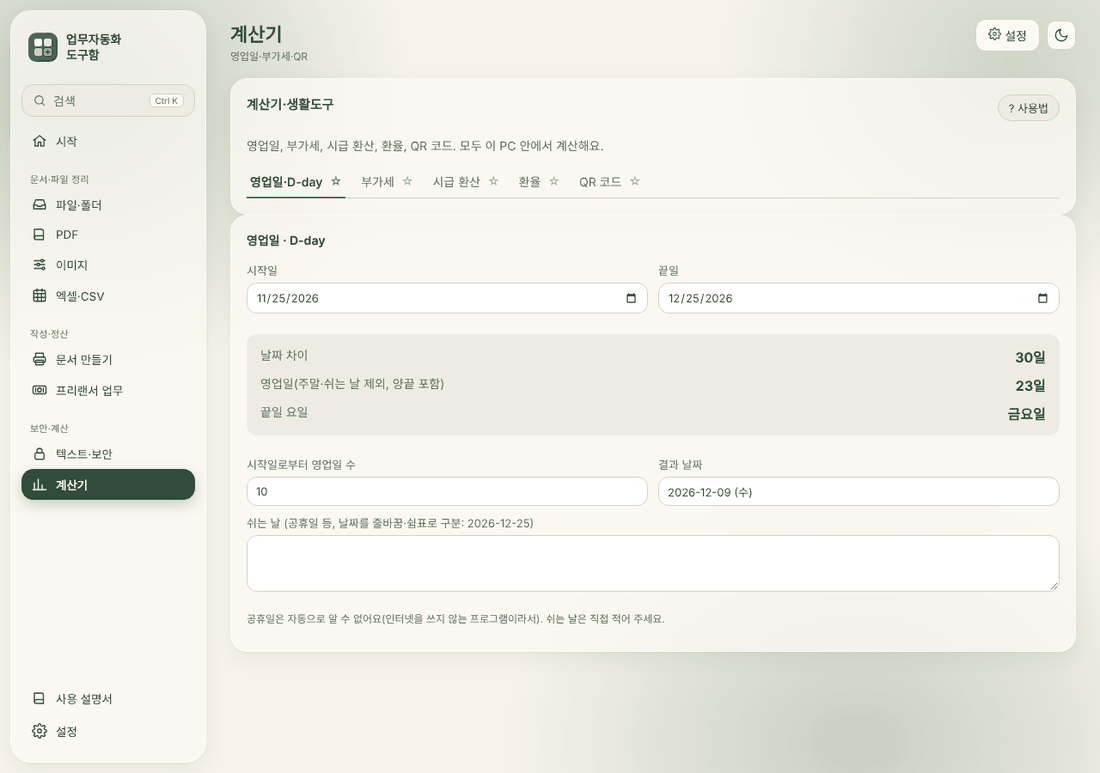 업무자동화
도구함
검색 Ctrl K
시작
문서·파일 정리
파일·폴더
PDF
이미지
엑셀·CSV
작성·정산
문서 만들기
프리랜서 업무
보안·계산
텍스트·보안
계산기
사용 설명서
설정
계산기
영업일·부가세·QR
설정
계산기·생활도구
? 사용법
영업일, 부가세, 시급 환산, 환율, QR 코드. 모두 이 PC 안에서 계산해요.
영업일·D-day ☆ 부가세 ☆ 시급 환산 ☆ 환율 ☆ QR 코드 ☆
영업일 · D-day
시작일 끝일
11/25/2026 12/25/2026
날짜 차이 30일
영업일(주말·쉬는 날 제외, 양끝 포함) 23일
끝일 요일 금요일
시작일로부터 영업일 수 결과 날짜
10 2026-12-09 (수)
쉬는 날 (공휴일 등, 날짜를 줄바꿈·쉼표로 구분: 2026-12-25)
공휴일은 자동으로 알 수 없어요(인터넷을 쓰지 않는 프로그램이라서). 쉬는 날은 직접 적어 주세요.